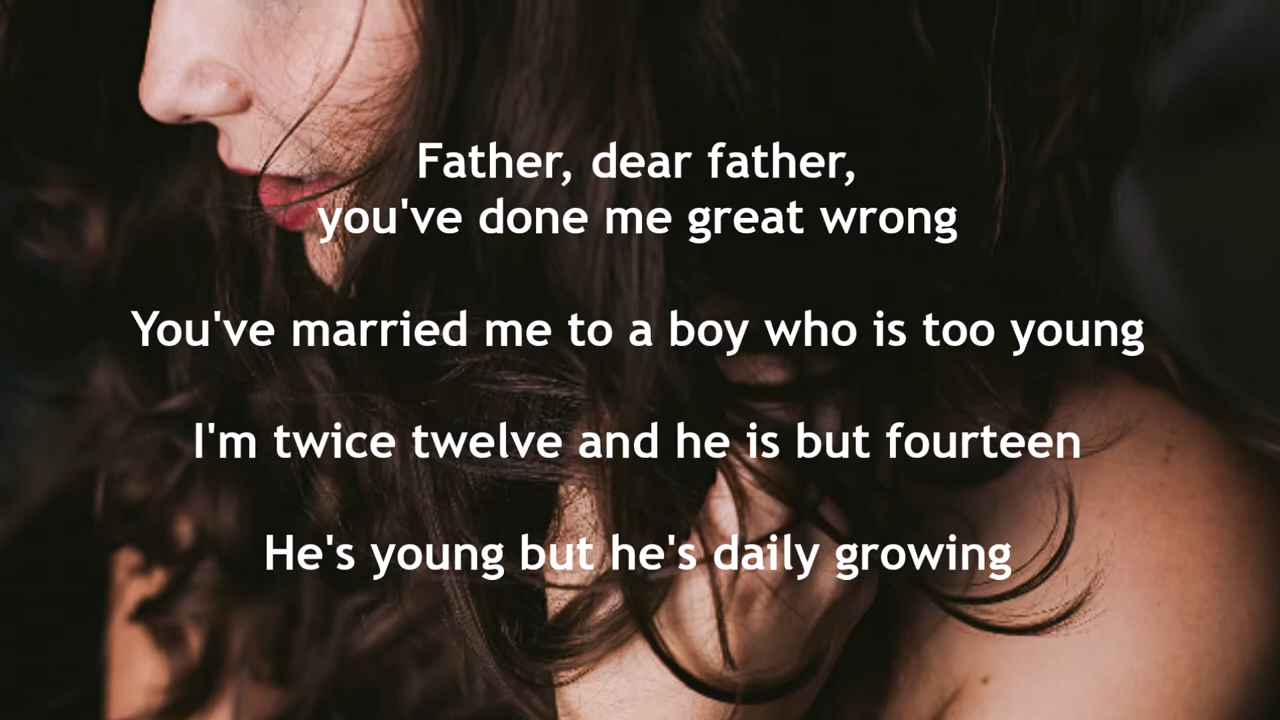 Father, dear father,
you've done me great wrong
You've married me to a boy who is too young
I'm twice twelve and he is but fourteen
He's young but he's daily growing